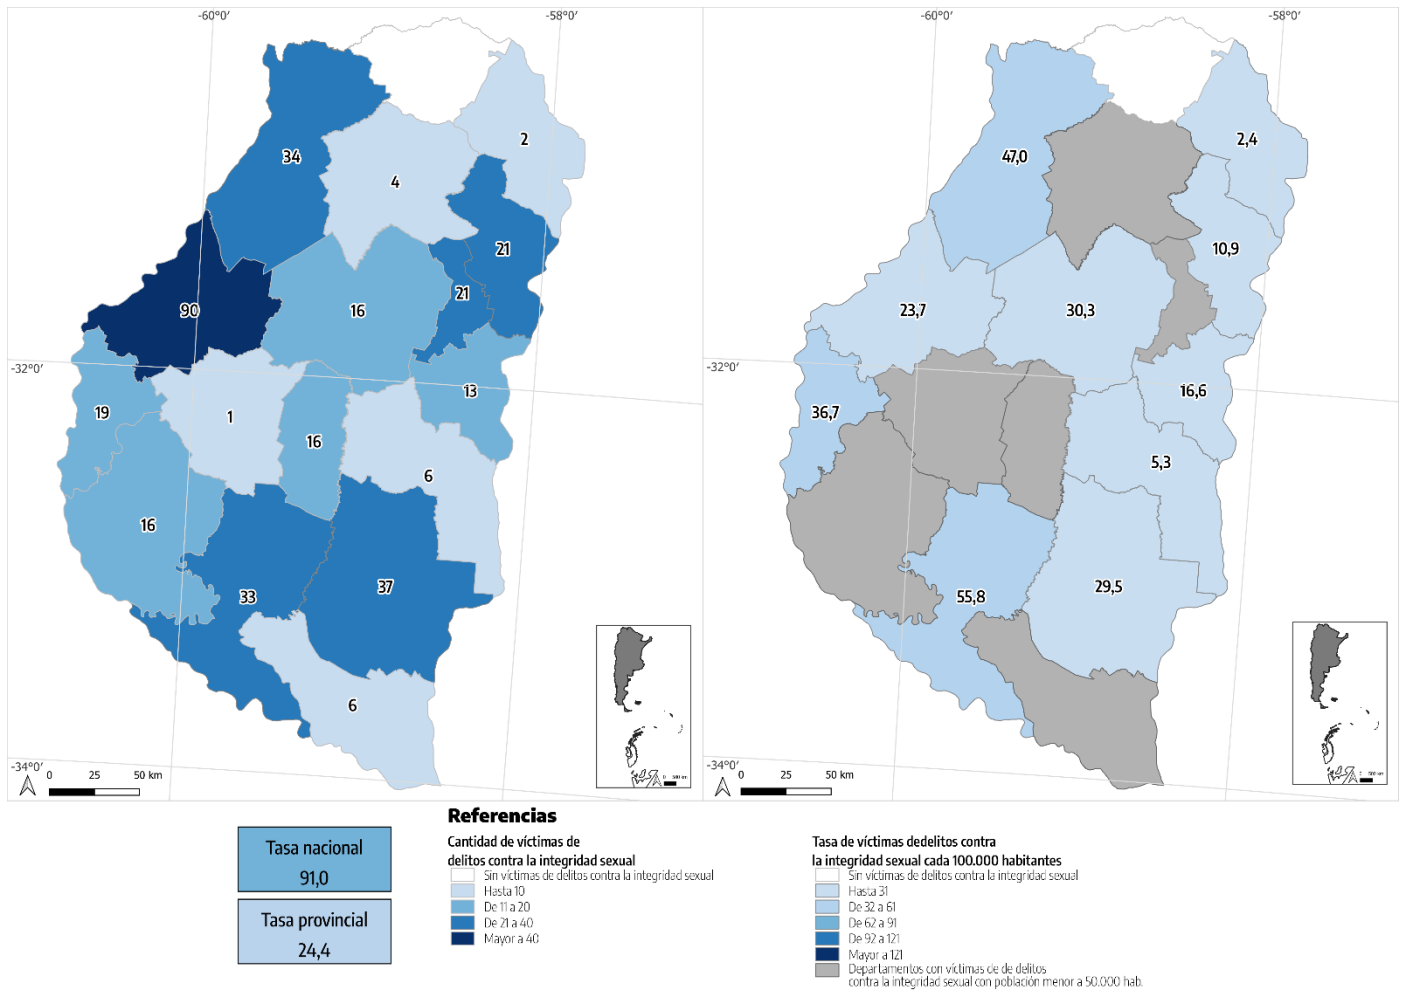 -60°0'
-58°0'
-60°0'
-58°0'
34
2
4
21
21
90
16
19
1
16
13
6
16
33
37
6
-32°0'
-34°0'
0 25 50 km
0 500 km
47,0
2,4
10,9
23,7
30,3
36,7
16,6
5,3
55,8
29,5
-32°0'
-34°0'
0 25 50 km
0 500 km
Tasa nacional
91,0
Tasa provincial
24,4
Referencias
Cantidad de víctimas de
delitos contra la integridad sexual
Sin víctimas de delitos contra la integridad sexual
Hasta 10
De 11 a 20
De 21 a 40
Mayor a 40
Tasa de víctimas dedelitos contra
la integridad sexual cada 100.000 habitantes
Sin víctimas de delitos contra la integridad sexual
Hasta 31
De 32 a 61
De 62 a 91
De 92 a 121
Mayor a 121
Departamentos con víctimas de de delitos
contra la integridad sexual con población menor a 50.000 hab.